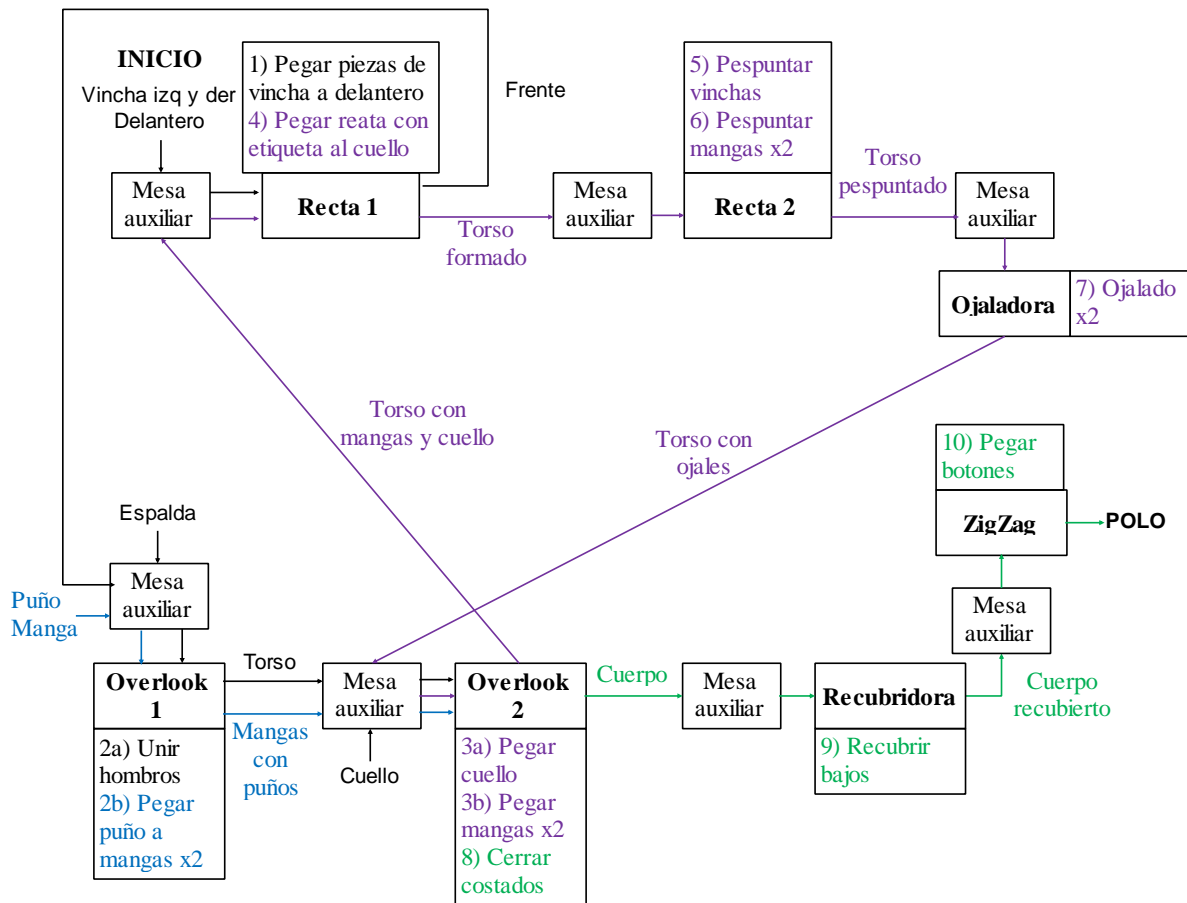 INICIO
Vincha izq y der
Delantero
1) Pegar piezas de
vincha a delantero
4) Pegar reata con
etiqueta al cuello
Frente
5) Pespuntar
vinchas
6) Pespuntar
mangas x2
Torso
pespuntado
Mesa
auxiliar
Recta 1
Torso
formado
Mesa
auxiliar
Recta 2
Mesa
auxiliar
Ojaladora
7) Ojalado
x2
Torso con
mangas y cuello
Torso con
ojales
10) Pegar
botones
ZigZag
POLO
Espalda
Mesa
auxiliar
Puño
Manga
Mesa
auxiliar
Overlook
1
Torso
Mangas
con
puños
Mesa
auxiliar
Cuello
Overlook
2
Cuerpo
Mesa
auxiliar
Recubridora
Cuerpo
recubierto
2a) Unir
hombros
2b) Pegar
puño a
mangas x2
3a) Pegar
cuello
3b) Pegar
mangas x2
8) Cerrar
costados
9) Recubrir
bajos